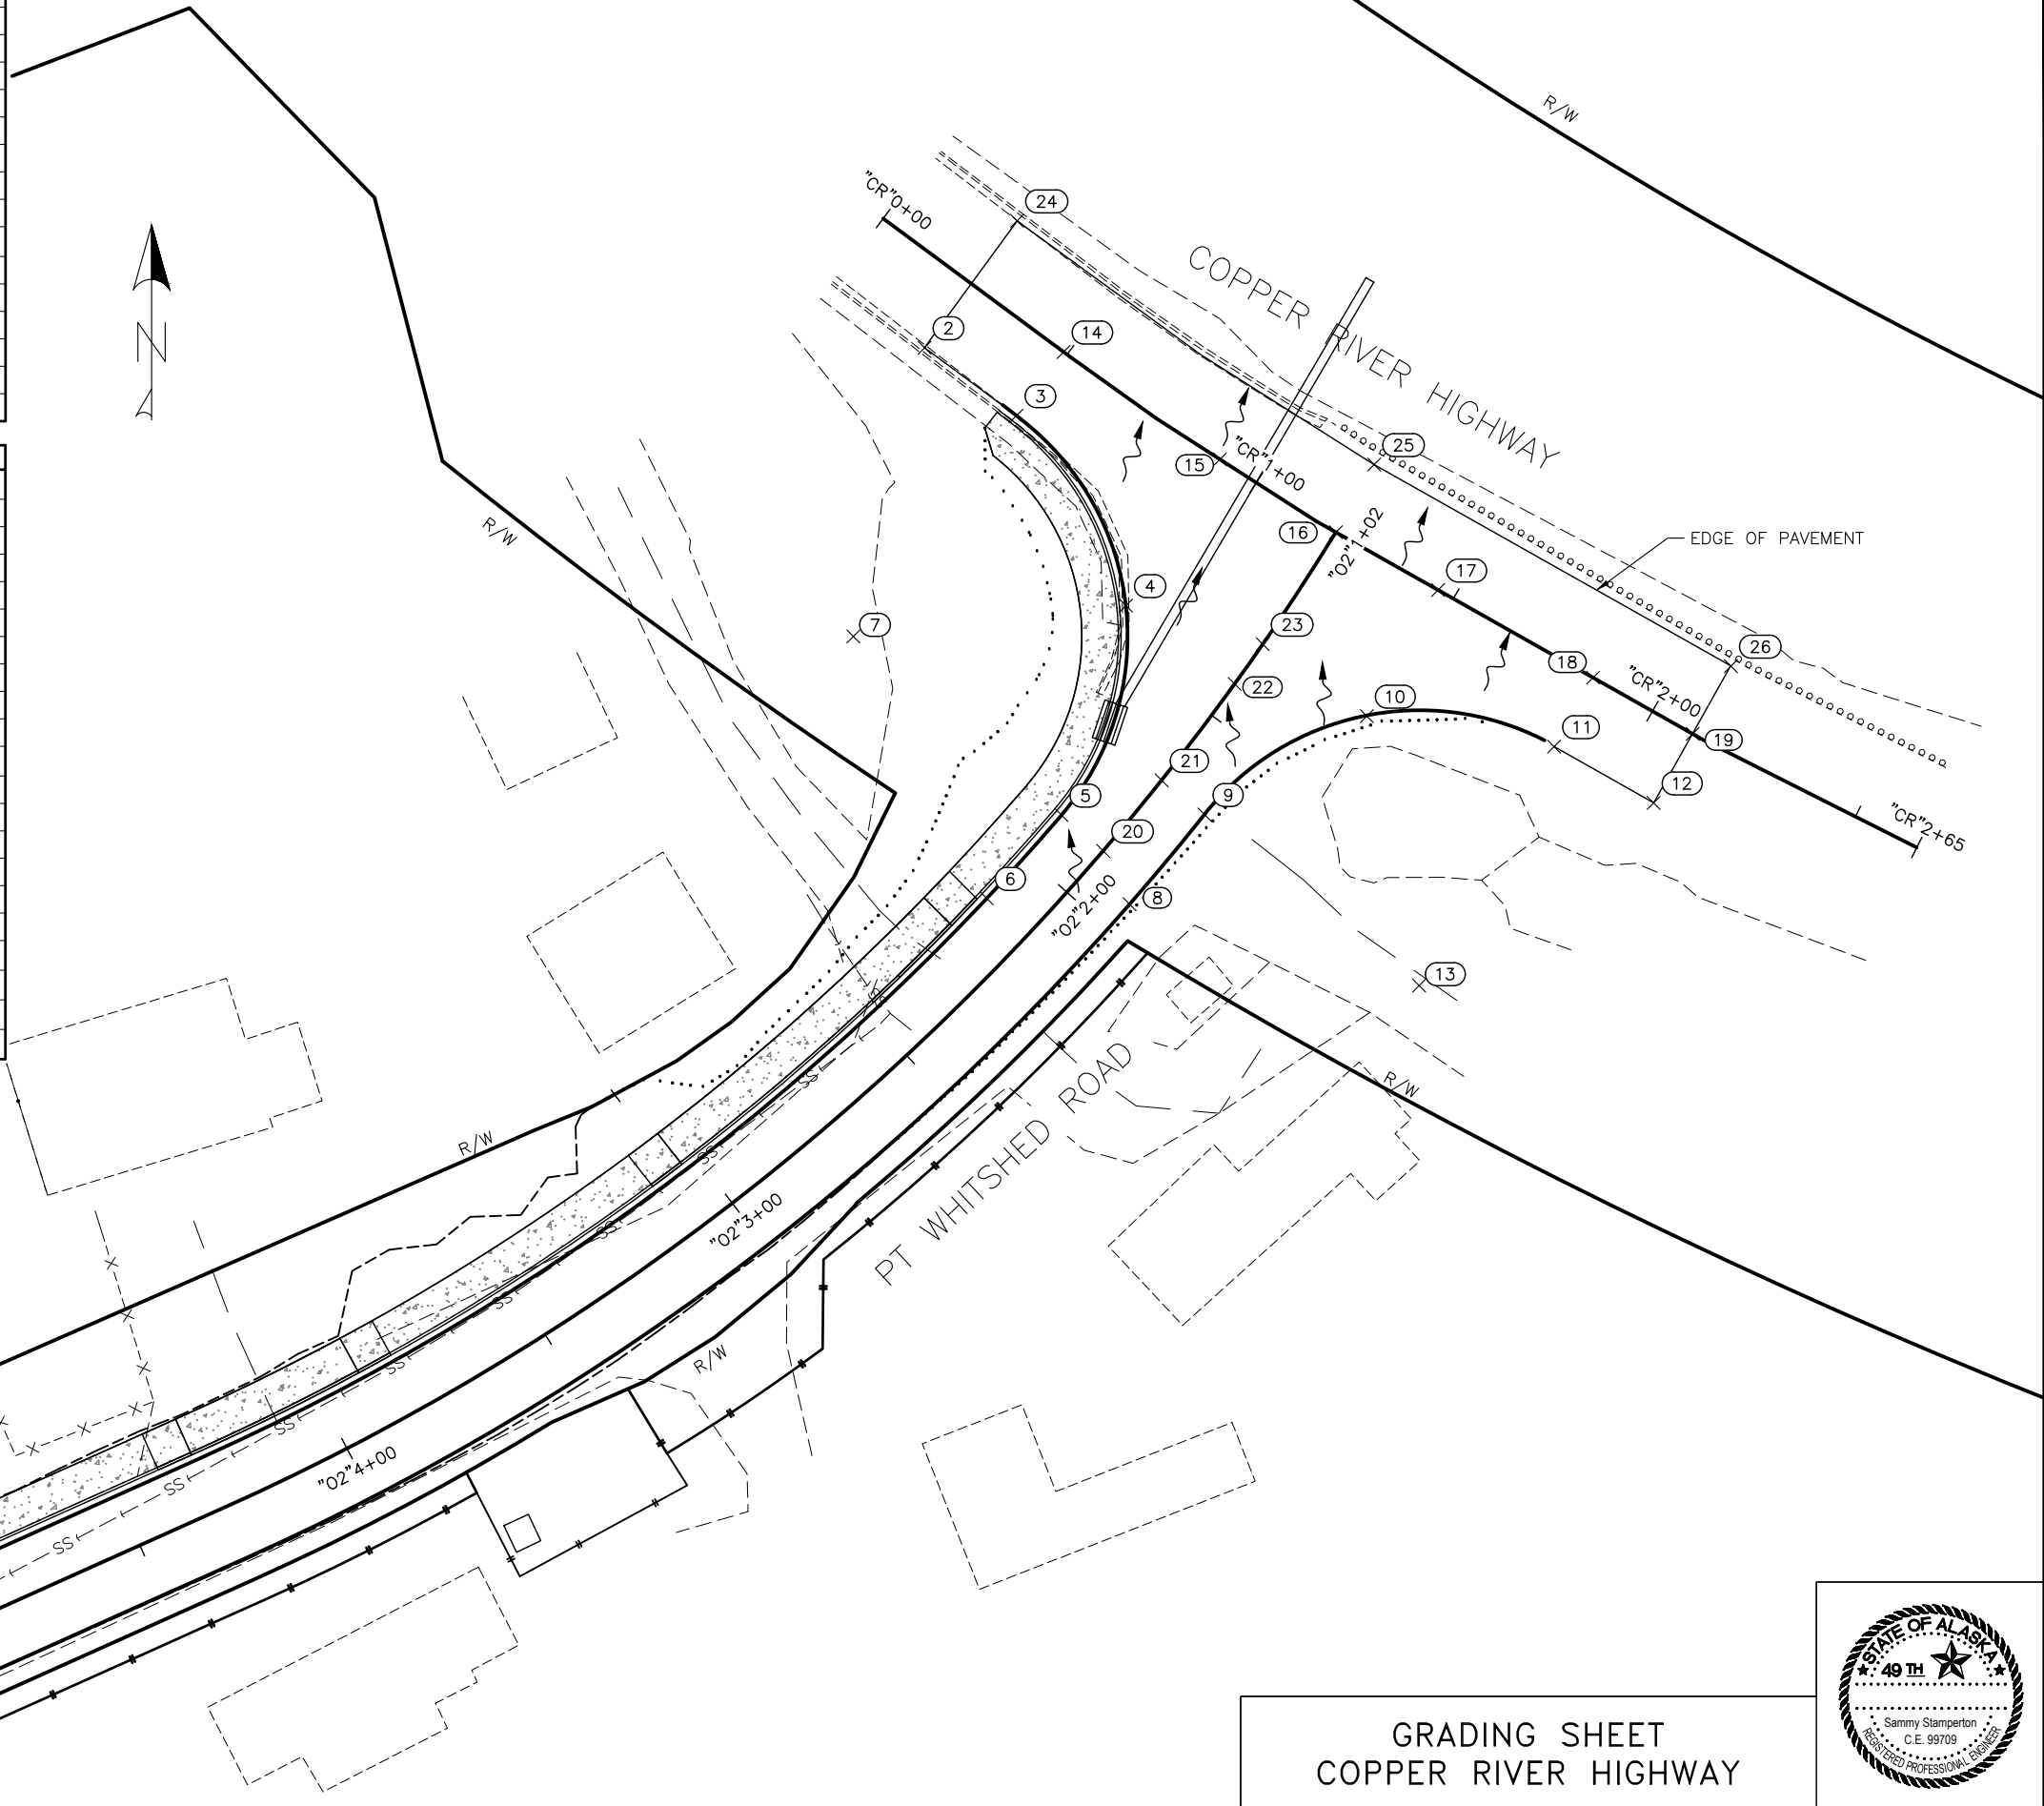 R/W
24
"CR"0+00
COPPER RIVER HIGHWAY
N
2
14
3
25
15
"CR"1+00
R/W
16
"O2"1+02
EDGE OF PAVEMENT
17
4
7
23
26
18
22
"CR"2+00
10
11
19
21
12
5
9
"CR"2+65
20
6
8
"O2"2+00
13
SS
SS
R/W
R/W
SS
PT WHITSHED ROAD
"O2"3+00
SS
SS
SS
R/W
SS
"O2"4+00
SS
SS
STATE OF ALASKA
49 TH
Sammy Stamperton
C.E. 99709
REGISTERED PROFESSIONAL ENGINEER
GRADING SHEET
COPPER RIVER HIGHWAY